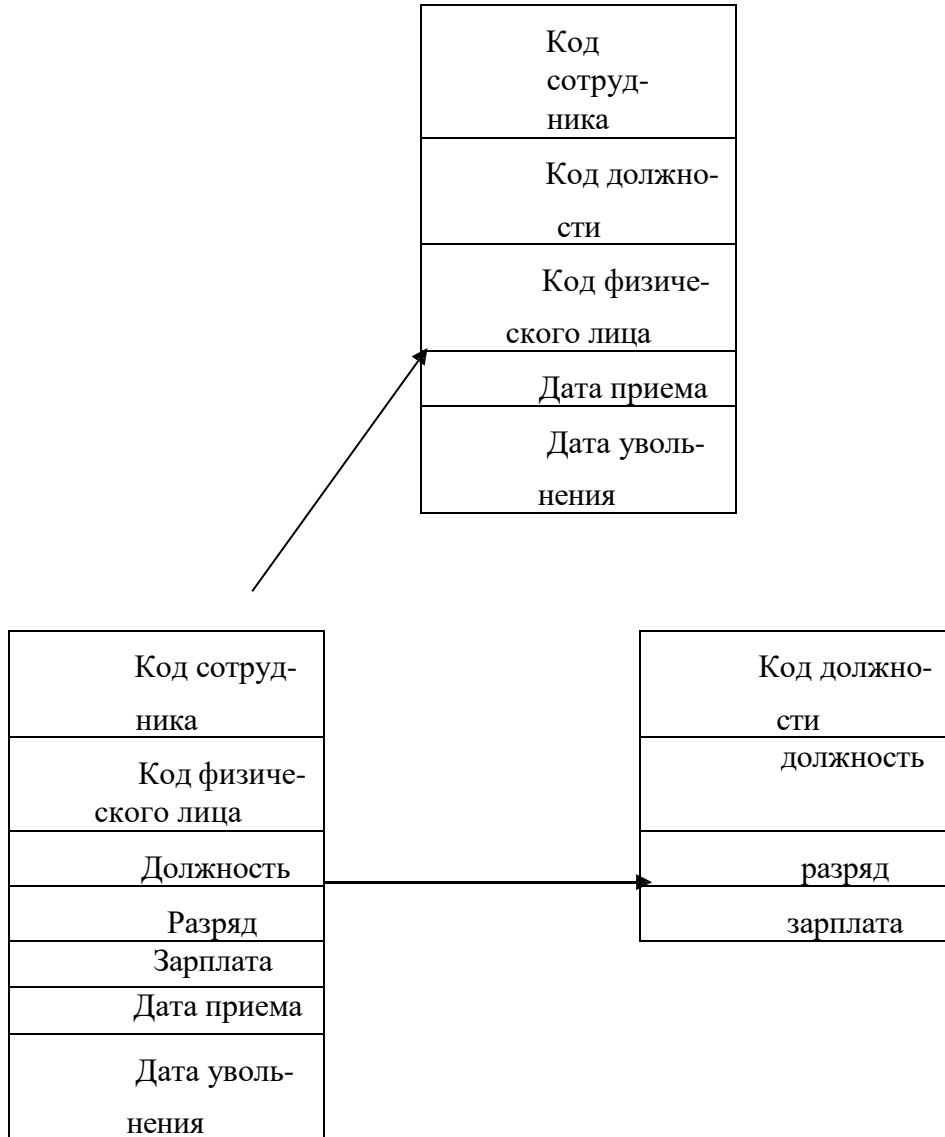 Код
сотруд-
ника
Код должно-
сти
Код физиче-
ского лица
Дата приема
Дата уволь-
нения
Код сотруд-
ника
Код физиче-
ского лица
Должность
Разряд
Зарплата
Дата приема
Дата уволь-
нения
Код должно-
сти
должность
разряд
зарплата